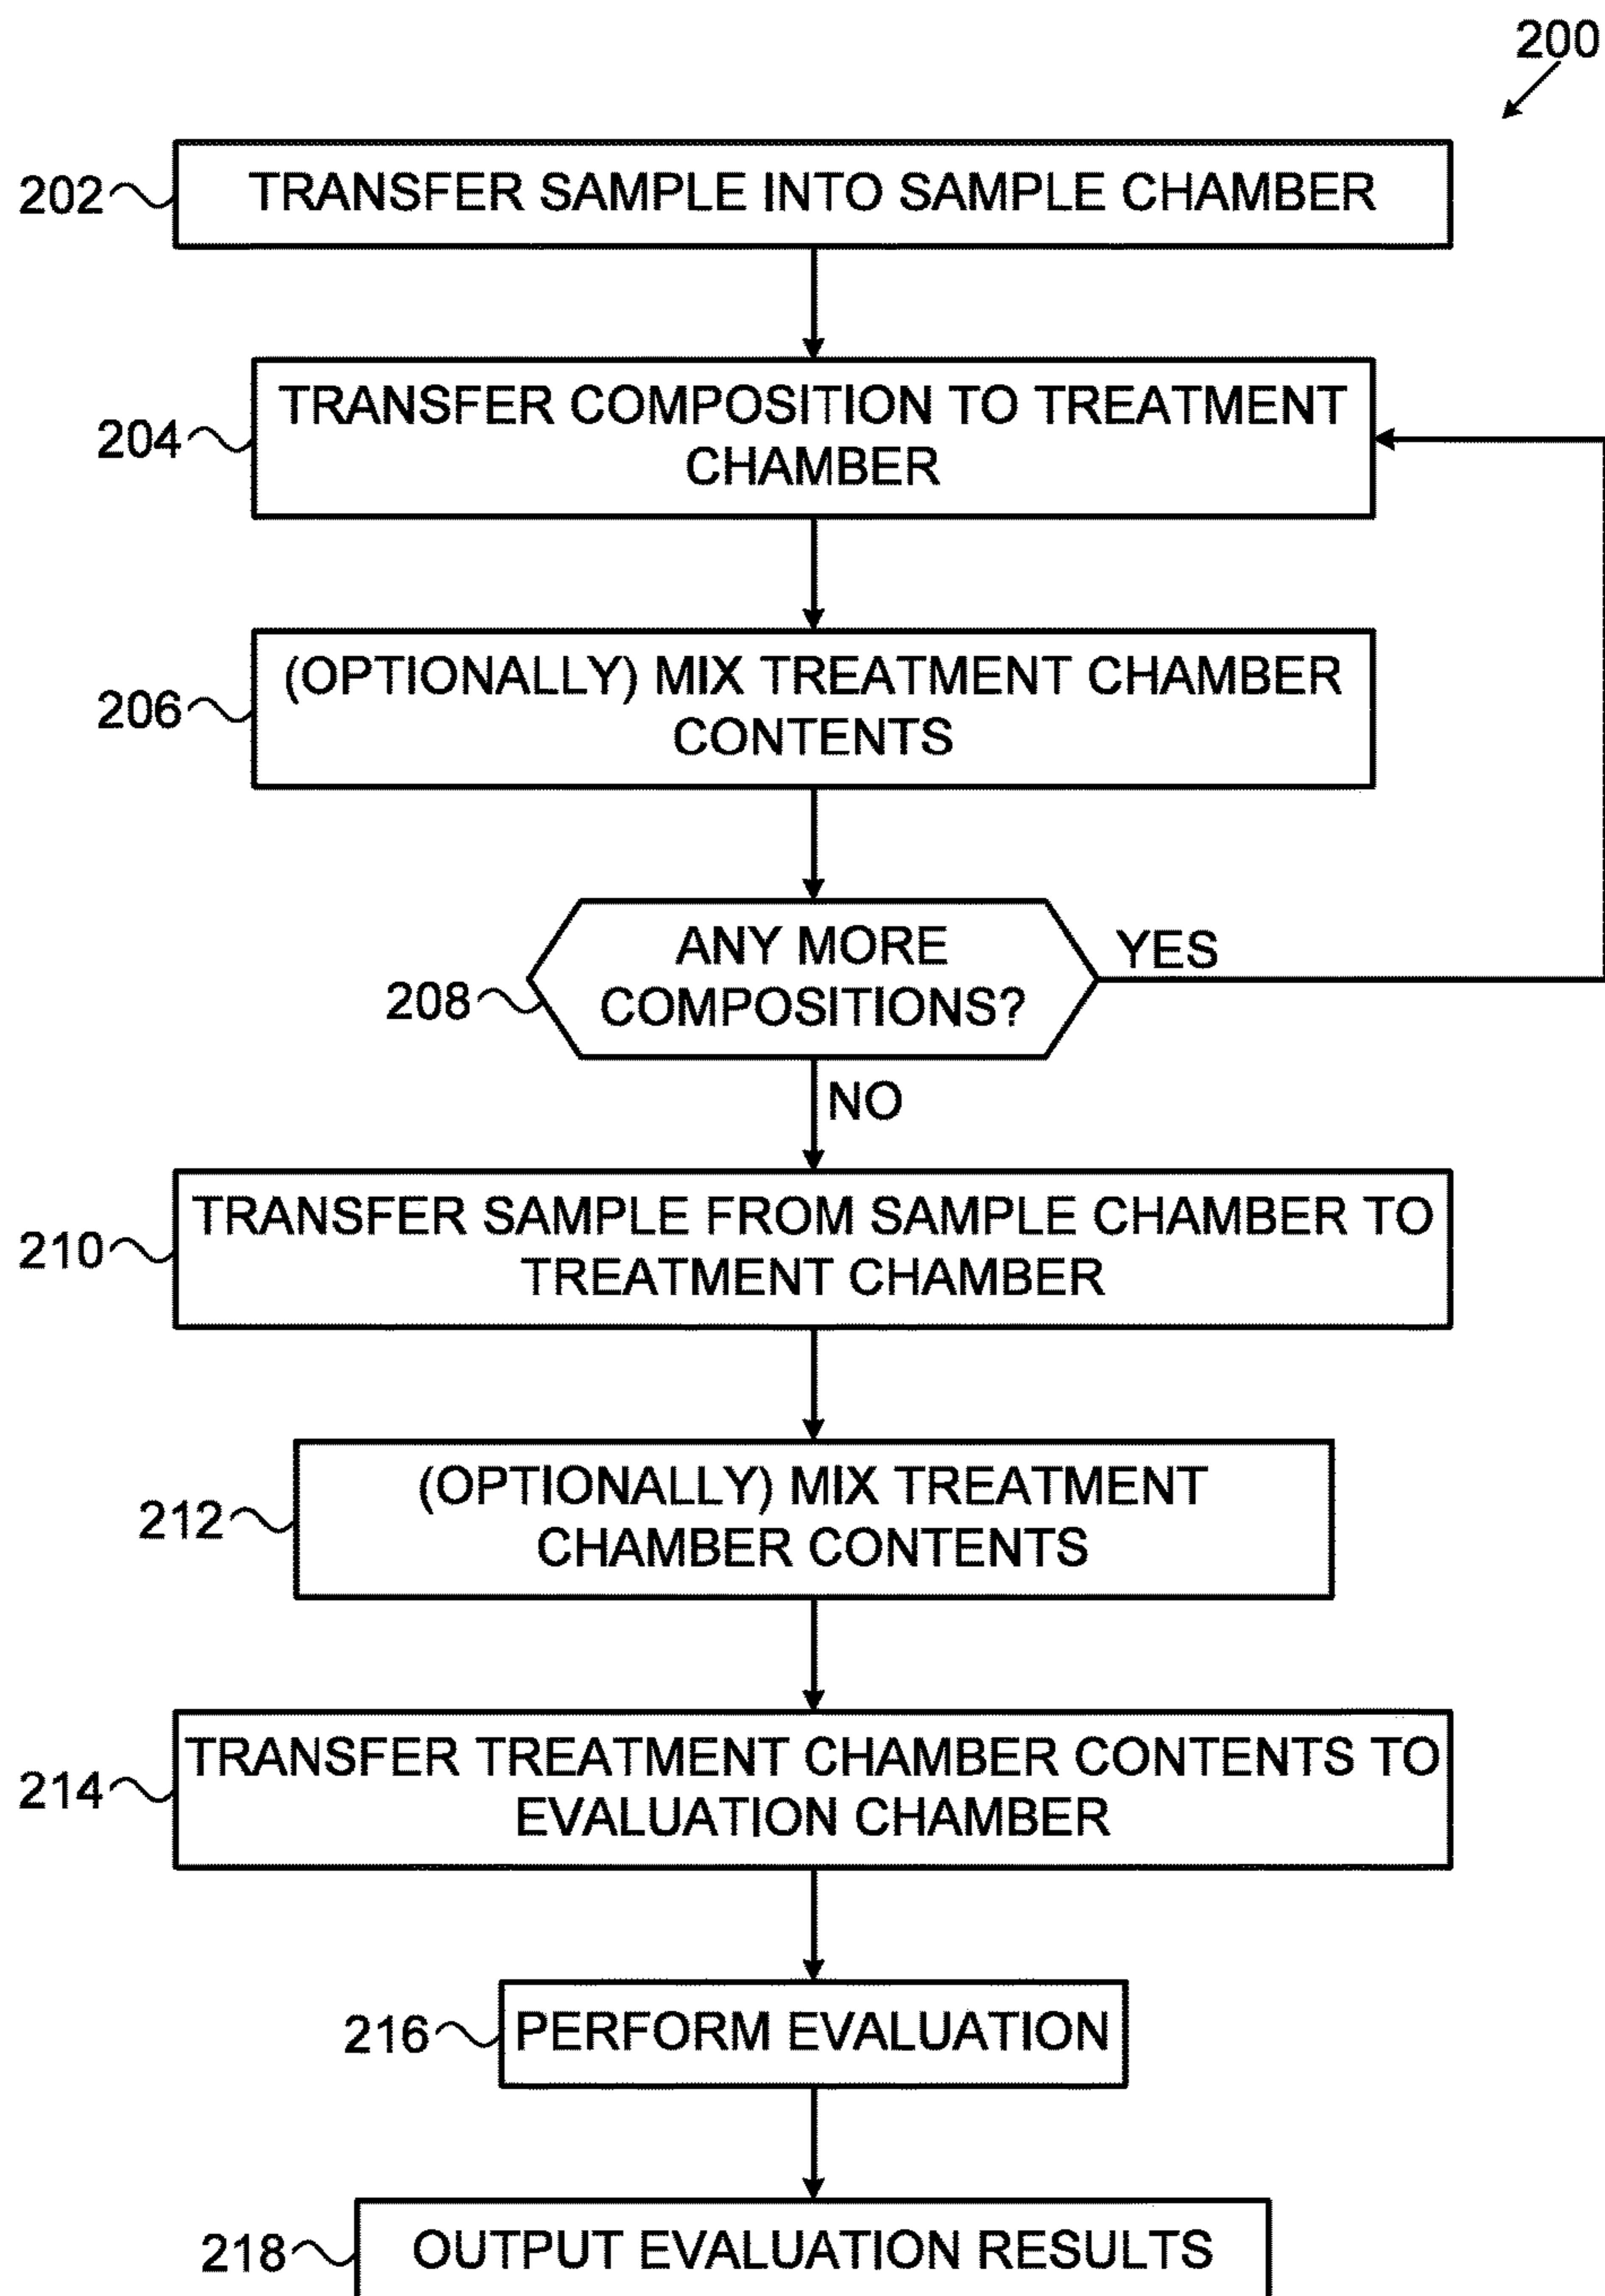 200
202
TRANSFER SAMPLE INTO SAMPLE CHAMBER
204
TRANSFER COMPOSITION TO TREATMENT
CHAMBER
206
(OPTIONALLY) MIX TREATMENT CHAMBER
CONTENTS
208
ANY MORE
COMPOSITIONS?
YES
NO
210
TRANSFER SAMPLE FROM SAMPLE CHAMBER TO
TREATMENT CHAMBER
212
(OPTIONALLY) MIX TREATMENT
CHAMBER CONTENTS
214
TRANSFER TREATMENT CHAMBER CONTENTS TO
EVALUATION CHAMBER
216
PERFORM EVALUATION
218
OUTPUT EVALUATION RESULTS